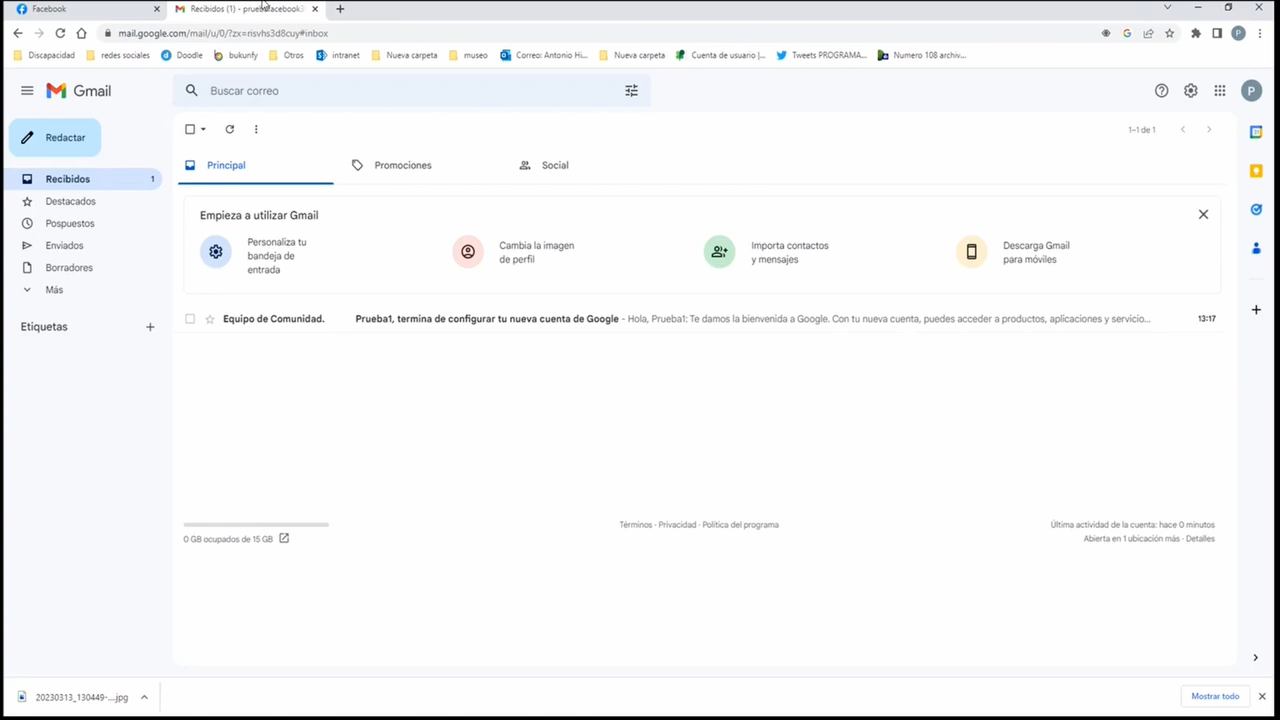 Facebook
Recibidos (1) - pruebafacebook3
mail.google.com/mail/u/0/?zx=risvhs3d8cuy#inbox
Discapacidad
redes sociales
Doodle
bukunfy
Otros
intranet
Nueva carpeta
museo
Correo: Antonio Hi...
Nueva carpeta
Cuenta de usuario |...
Tweets PROGRAMA...
Numero 108 archiv...
Gmail
Buscar correo
P
Redactar
1–1 de 1
Principal
Promociones
Social
Recibidos 1
Destacados
Pospuestos
Enviados
Borradores
Más
Etiquetas
Empieza a utilizar Gmail
Personaliza tu
bandeja de
entrada
Cambia la imagen
de perfil
Importa contactos
y mensajes
Descarga Gmail
para móviles
Equipo de Comunidad. Prueba1, termina de configurar tu nueva cuenta de Google - Hola, Prueba1: Te damos la bienvenida a Google. Con tu nueva cuenta, puedes acceder a productos, aplicaciones y servicio... 13:17
0 GB ocupados de 15 GB
Términos · Privacidad · Política del programa
Última actividad de la cuenta: hace 0 minutos
Abierta en 1 ubicación más · Detalles
20230313_130449-....jpg
Mostrar todo